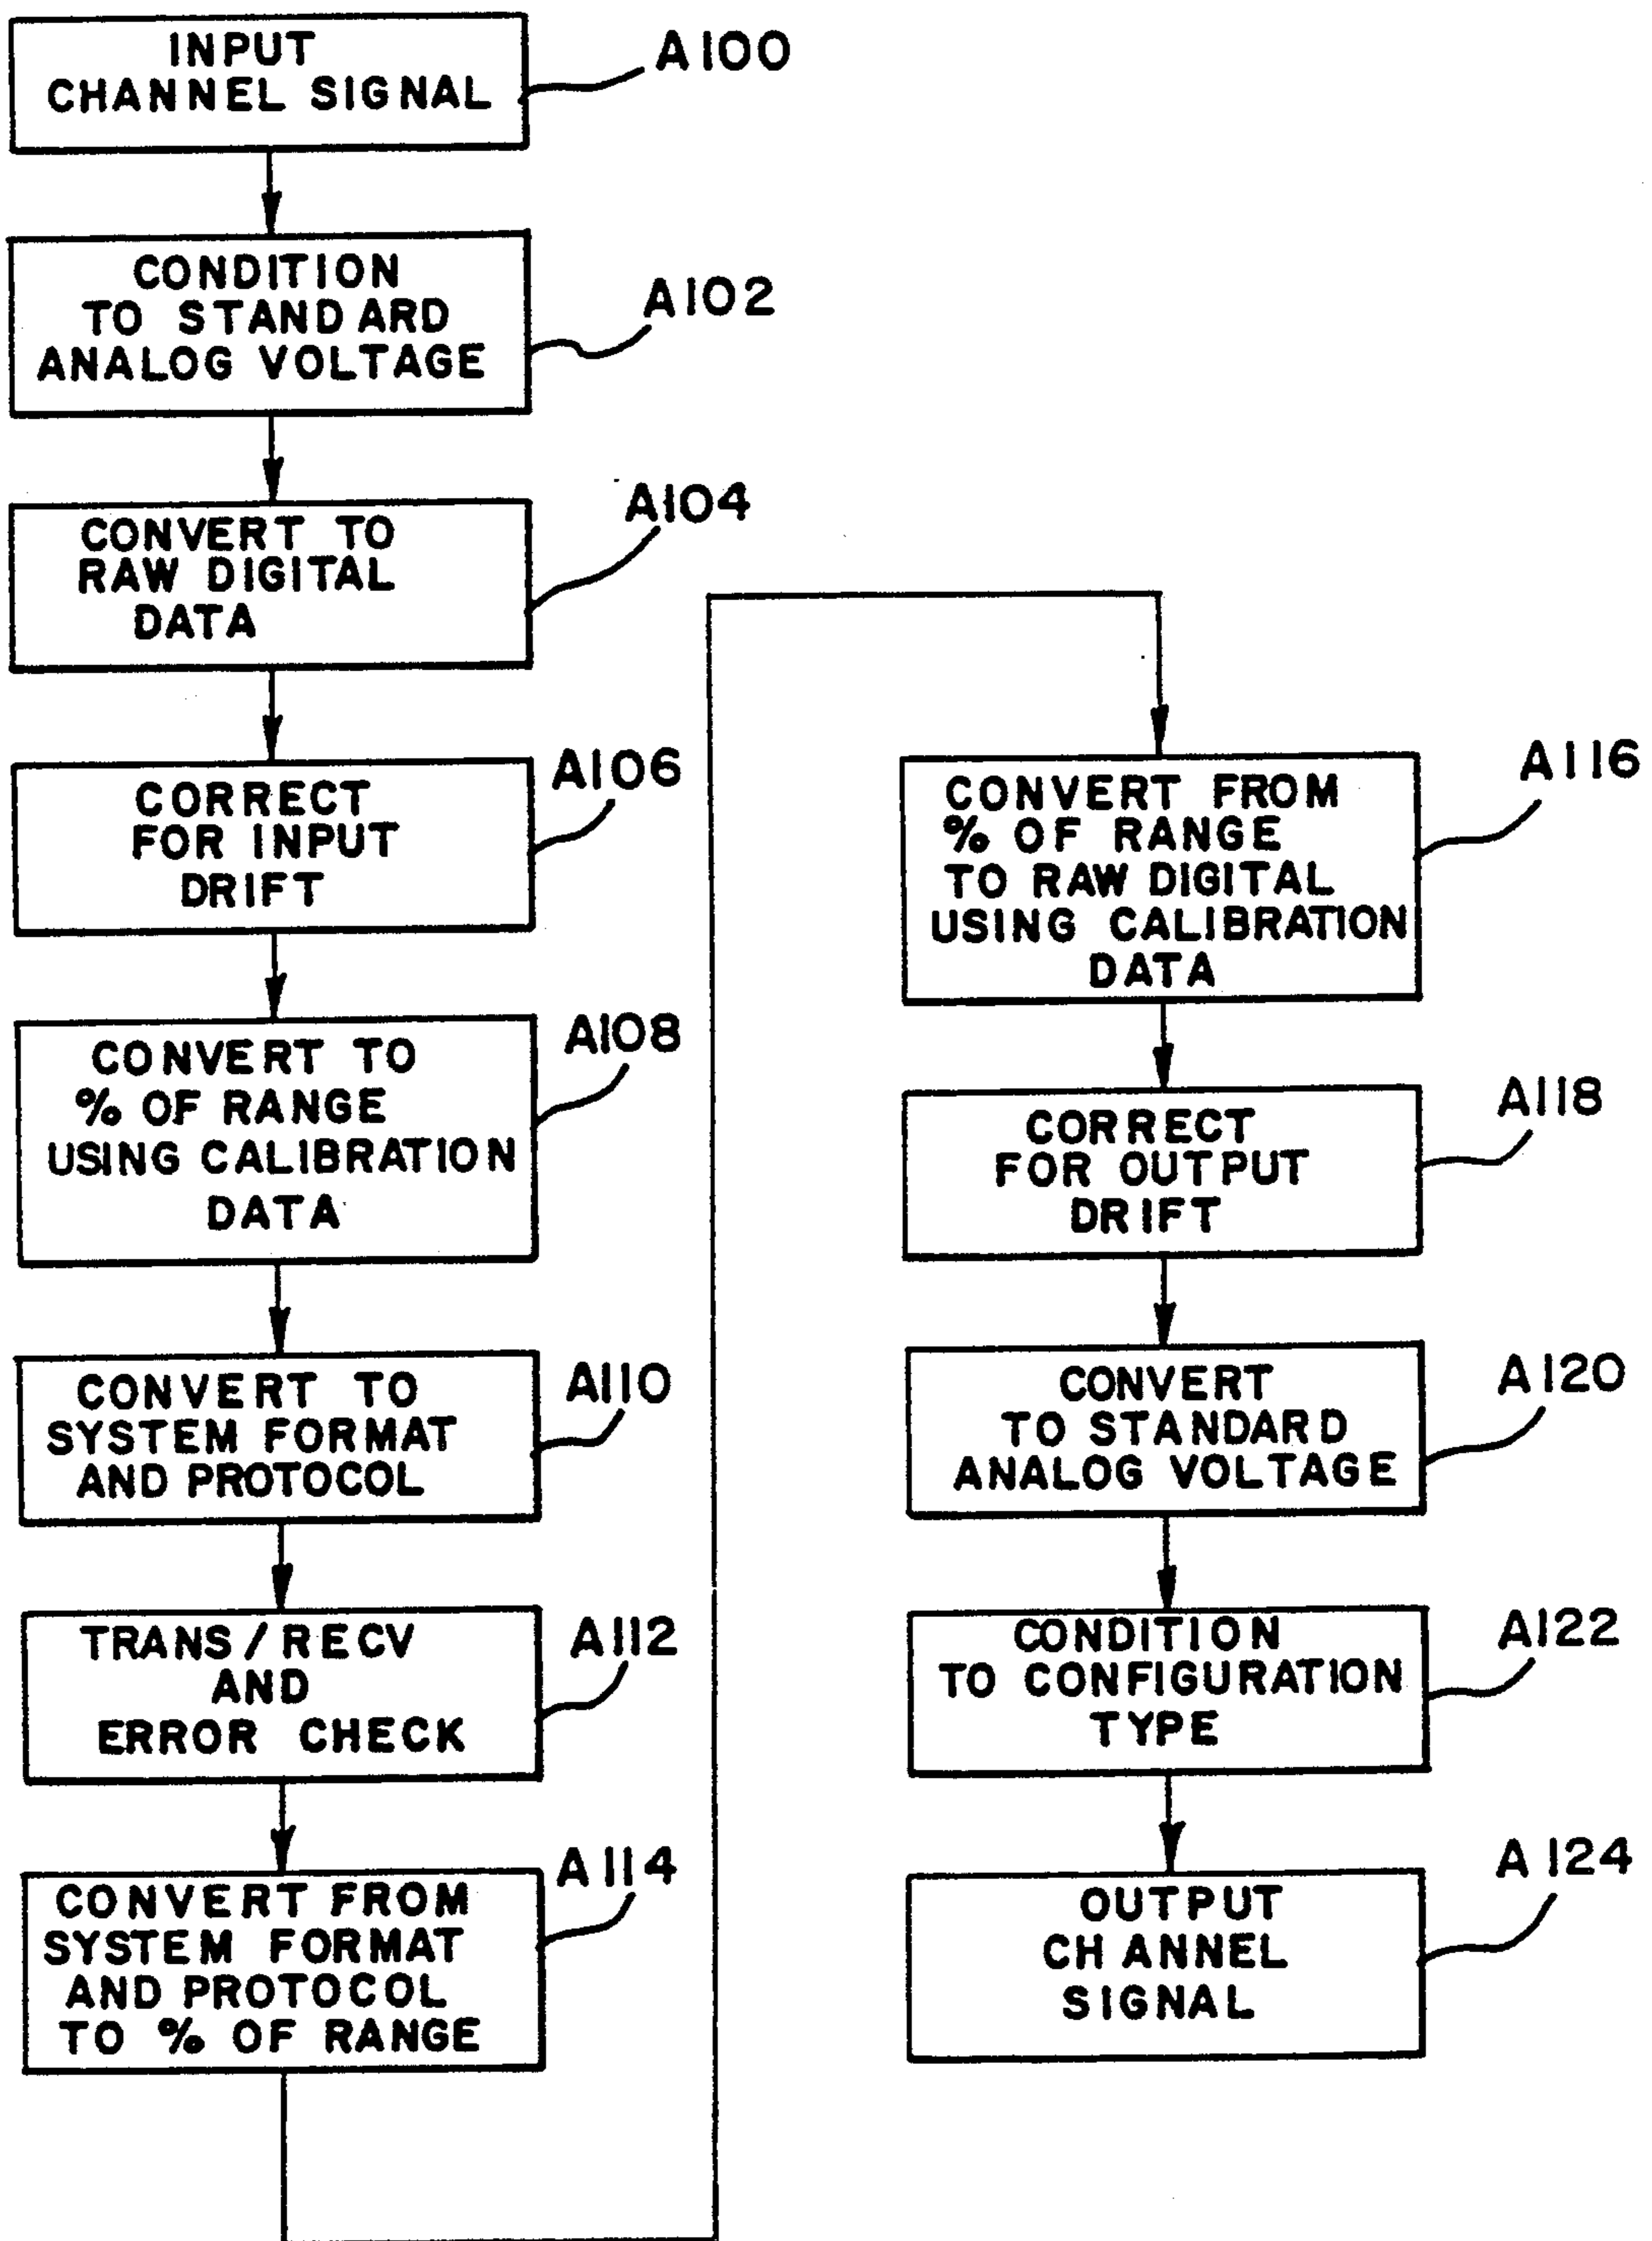 INPUT
CHANNEL SIGNAL
A100
CONDITION
TO STANDARD
ANALOG VOLTAGE
A102
CONVERT TO
RAW DIGITAL
DATA
A104
CORRECT
FOR INPUT
DRIFT
A106
CONVERT TO
% OF RANGE
USING CALIBRATION
DATA
A108
CONVERT TO
SYSTEM FORMAT
AND PROTOCOL
A110
TRANS/RECV
AND
ERROR CHECK
A112
CONVERT FROM
SYSTEM FORMAT
AND PROTOCOL
TO % OF RANGE
A114
CONVERT FROM
% OF RANGE
TO RAW DIGITAL
USING CALIBRATION
DATA
A116
CORRECT
FOR OUTPUT
DRIFT
A118
CONVERT
TO STANDARD
ANALOG VOLTAGE
A120
CONDITION
TO CONFIGURATION
TYPE
A122
OUTPUT
CHANNEL
SIGNAL
A124